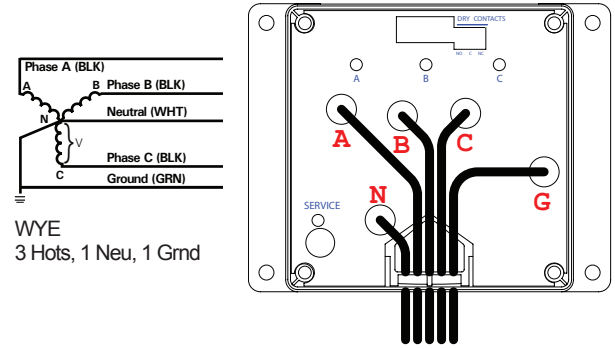 Phase A (BLK)
A
B Phase B (BLK)
Neutral (WHT)
N
V
Phase C (BLK)
C
Ground (GRN)
WYE
3 Hots, 1 Neu, 1 Grnd
DRY CONTACTS
NO C NC
A B C
A B C
G
N
SERVICE